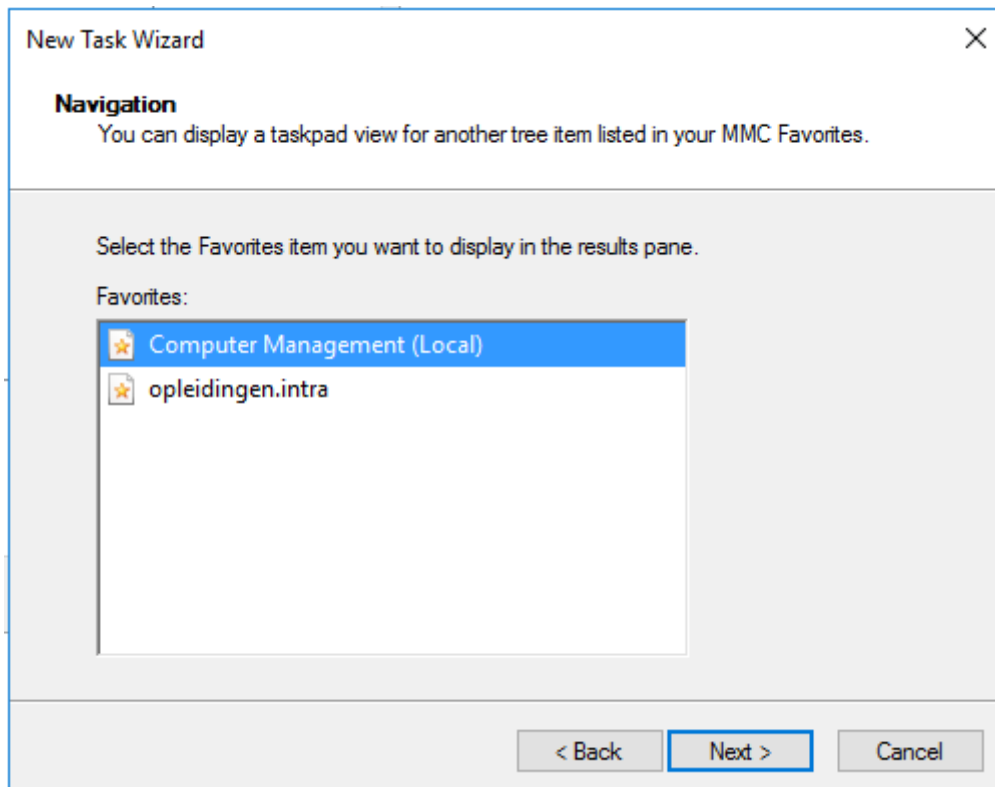 New Task Wizard
Navigation
You can display a taskpad view for another tree item listed in your MMC Favorites.
Select the Favorites item you want to display in the results pane.
Favorites:
Computer Management (Local)
opleidingen.intra
< Back Next > Cancel